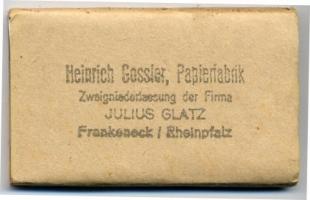 Heinrich Gossler, Papierfabrik
Zweigniederlassung der Firma
JULIUS GLATZ
Frankeneck / Rheinpfalz